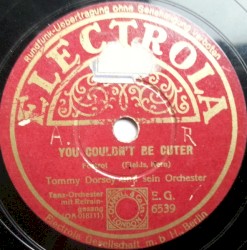 Rundfunk-Uebertragung ohne Genehmigung verboten
ELECTROLA
A R
YOU COULDN'T BE CUTER
Foxtrot (Fields, Kern)
Tommy Dorsey und sein Orchester
Tanz-Orchester
mit Refrain-
gesang
E.G.
6539
Electrola Gesellschaft m. b. H. Berlin